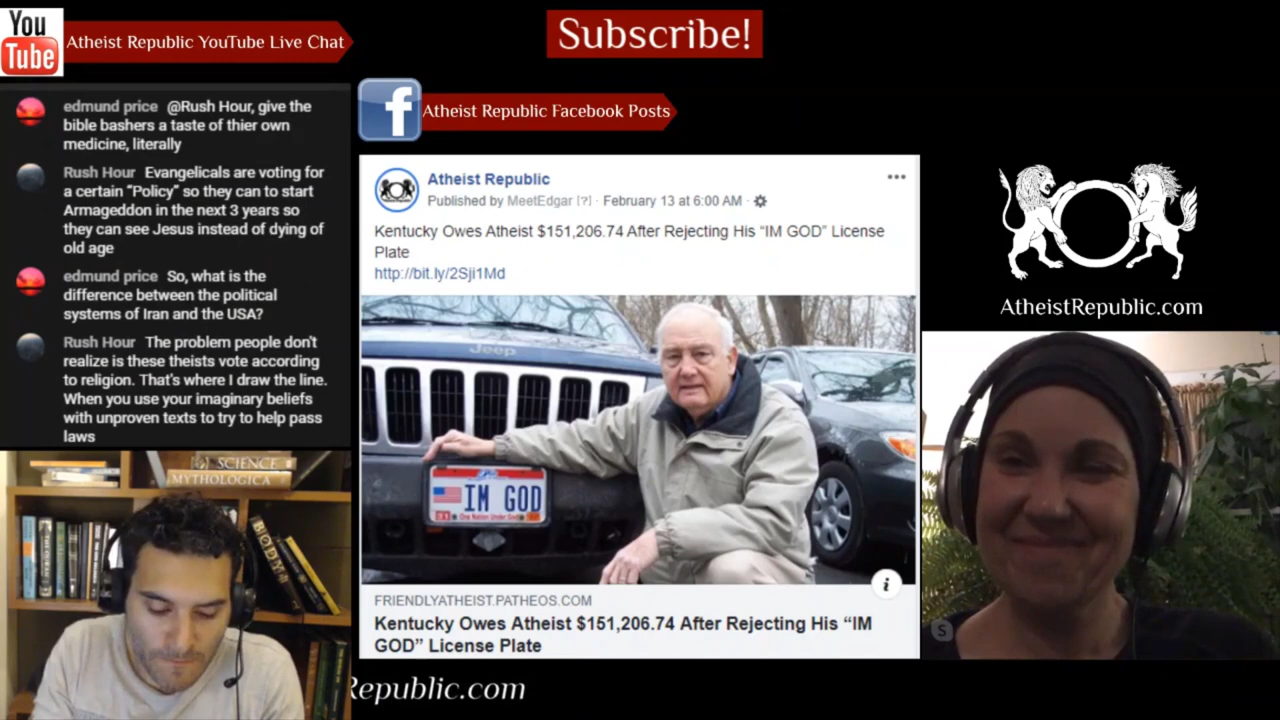 You
Tube
Atheist Republic YouTube Live Chat
Subscribe!
edmund price @Rush Hour, give the
bible bashers a taste of thier own
medicine, literally
Rush Hour Evangelicals are voting for
a certain “Policy” so they can to start
Armageddon in the next 3 years so
they can see Jesus instead of dying of
old age
edmund price So, what is the
difference between the political
systems of Iran and the USA?
Rush Hour The problem people don't
realize is these theists vote according
to religion. That's where I draw the line.
When you use your imaginary beliefs
with unproven texts to try to help pass
laws
f
Atheist Republic Facebook Posts
Atheist Republic
Published by MeetEdgar [?] · February 13 at 6:00 AM ·
Kentucky Owes Atheist $151,206.74 After Rejecting His “IM GOD” License
Plate
http://bit.ly/2Sji1Md
Jeep
IM GOD
One Nation Under God
i
FRIENDLYATHEIST.PATHEOS.COM
Kentucky Owes Atheist $151,206.74 After Rejecting His “IM
GOD” License Plate
AtheistRepublic.com
SCIENCE
MYTHOLOGICA
BODY
S
Republic.com